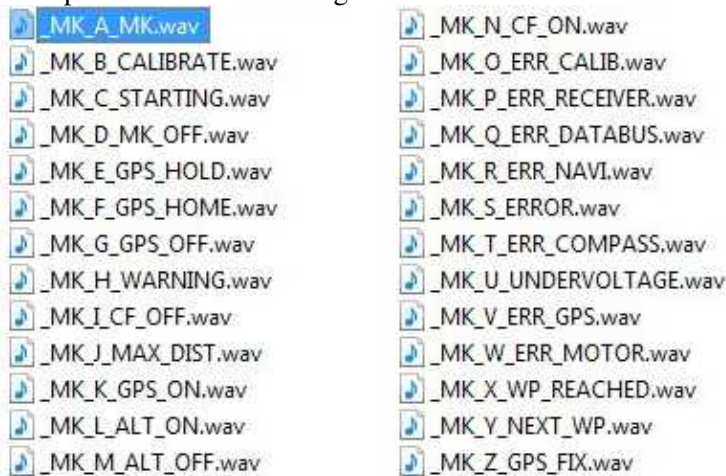 _MK_A_MK.wav
_MK_B_CALIBRATE.wav
_MK_C_STARTING.wav
_MK_D_MK_OFF.wav
_MK_E_GPS_HOLD.wav
_MK_F_GPS_HOME.wav
_MK_G_GPS_OFF.wav
_MK_H_WARNING.wav
_MK_I_CF_OFF.wav
_MK_J_MAX_DIST.wav
_MK_K_GPS_ON.wav
_MK_L_ALT_ON.wav
_MK_M_ALT_OFF.wav
_MK_N_CF_ON.wav
_MK_O_ERR_CALIB.wav
_MK_P_ERR_RECEIVER.wav
_MK_Q_ERR_DATABUS.wav
_MK_R_ERR_NAVI.wav
_MK_S_ERROR.wav
_MK_T_ERR_COMPASS.wav
_MK_U_UNDERVOLTAGE.wav
_MK_V_ERR_GPS.wav
_MK_W_ERR_MOTOR.wav
_MK_X_WP_REACHED.wav
_MK_Y_NEXT_WP.wav
_MK_Z_GPS_FIX.wav